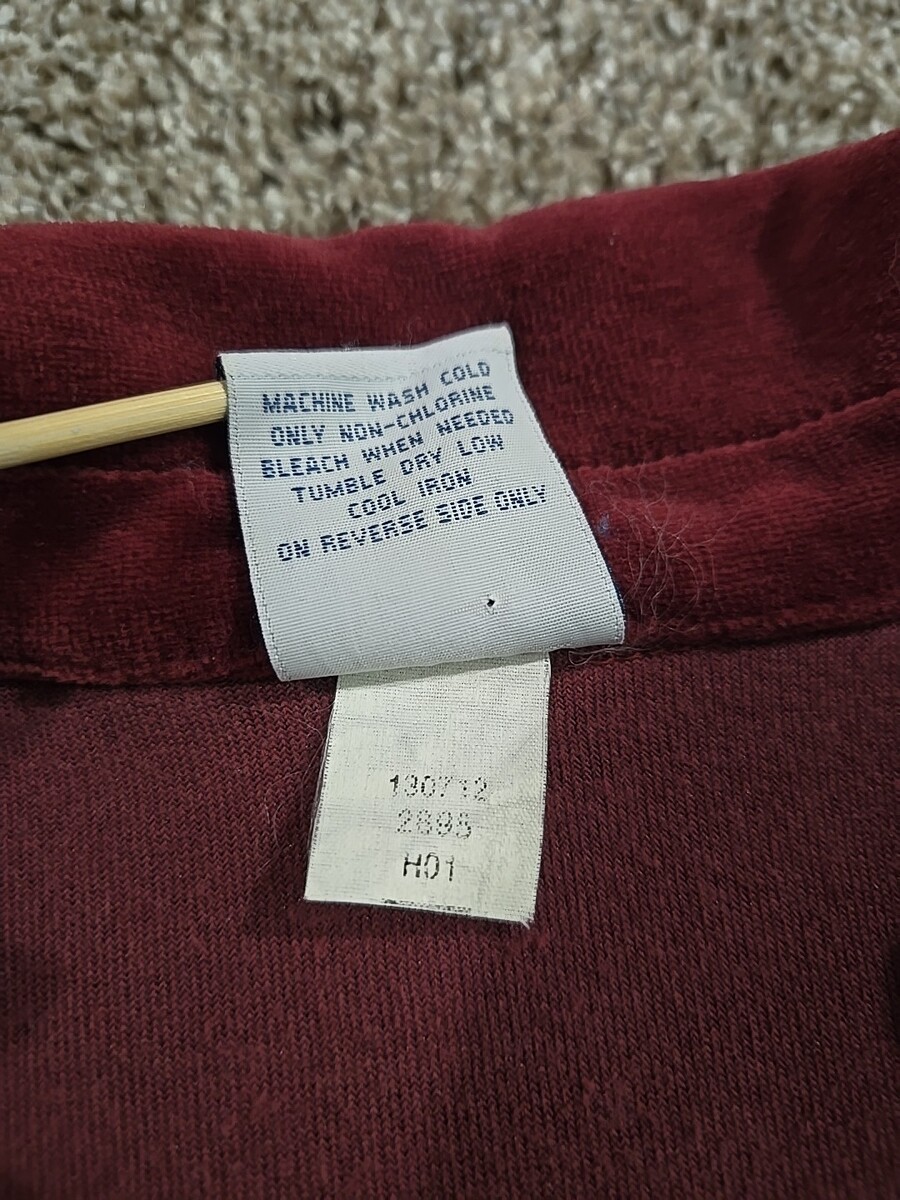 MACHINE WASH COLD
ONLY NON-CHLORINE
BLEACH WHEN NEEDED
TUMBLE DRY LOW
COOL IRON
ON REVERSE SIDE ONLY
130712
2895
H01